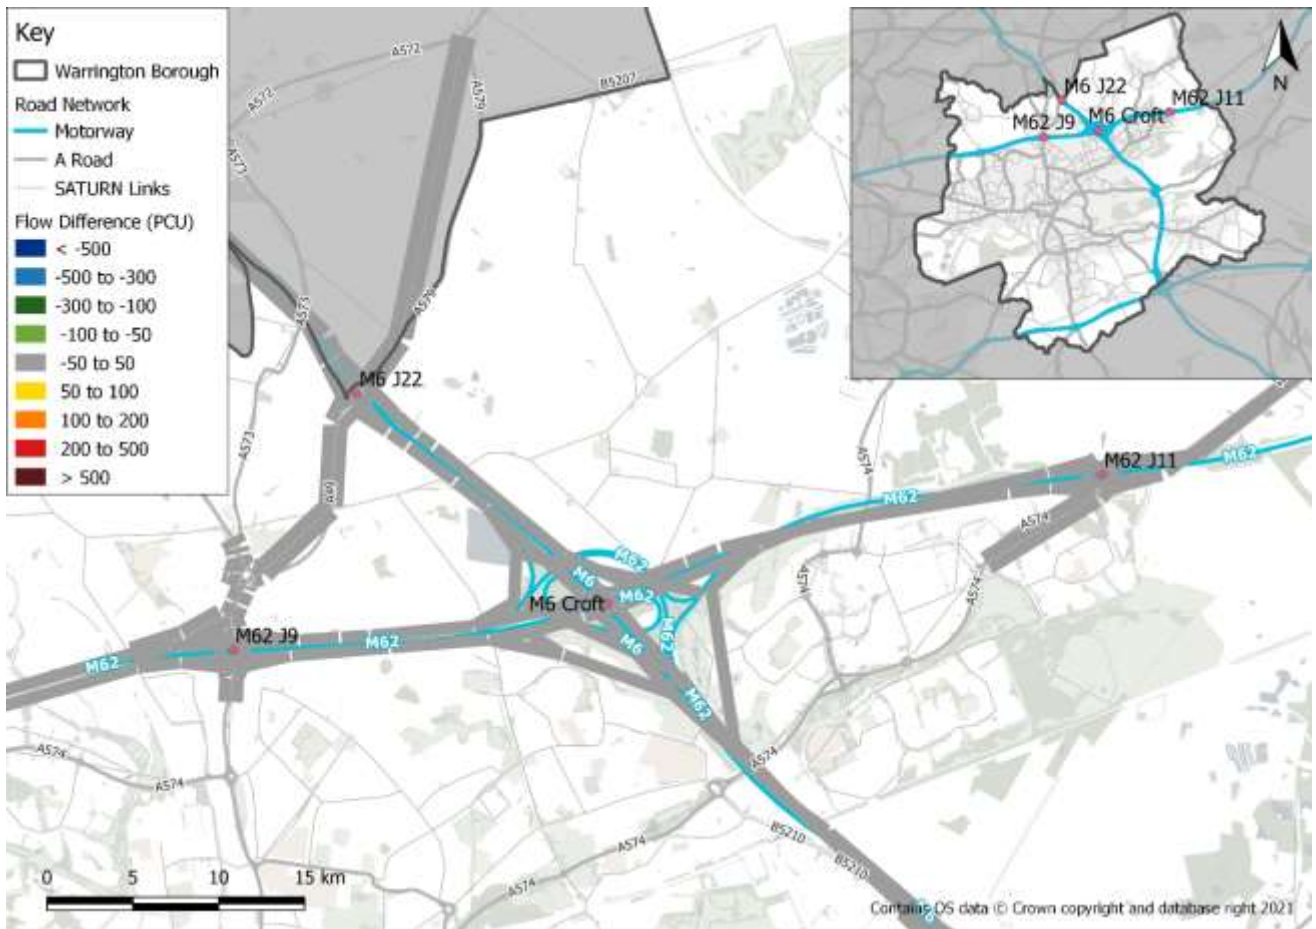 Key
Warrington Borough
Road Network
Motorway
A Road
SATURN Links
Flow Difference (PCU)
< -500
-500 to -300
-300 to -100
-100 to -50
-50 to 50
50 to 100
100 to 200
200 to 500
> 500
A572
A572
A573
A579
B5207
A579
A573
M6 J22
A573
A49
M6 J22
M62 J11
M6 Croft
M62 J9
N
A574
M62 J11
M62
M62
A574
M62
M6
M62
M6 Croft
M6
M62
M62
A574
A574
M62 J9
M62
M62
A574
A574
A574
A574
A574
B5210
B5210
M6
0 5 10 15 km
Contains OS data © Crown copyright and database right 2021